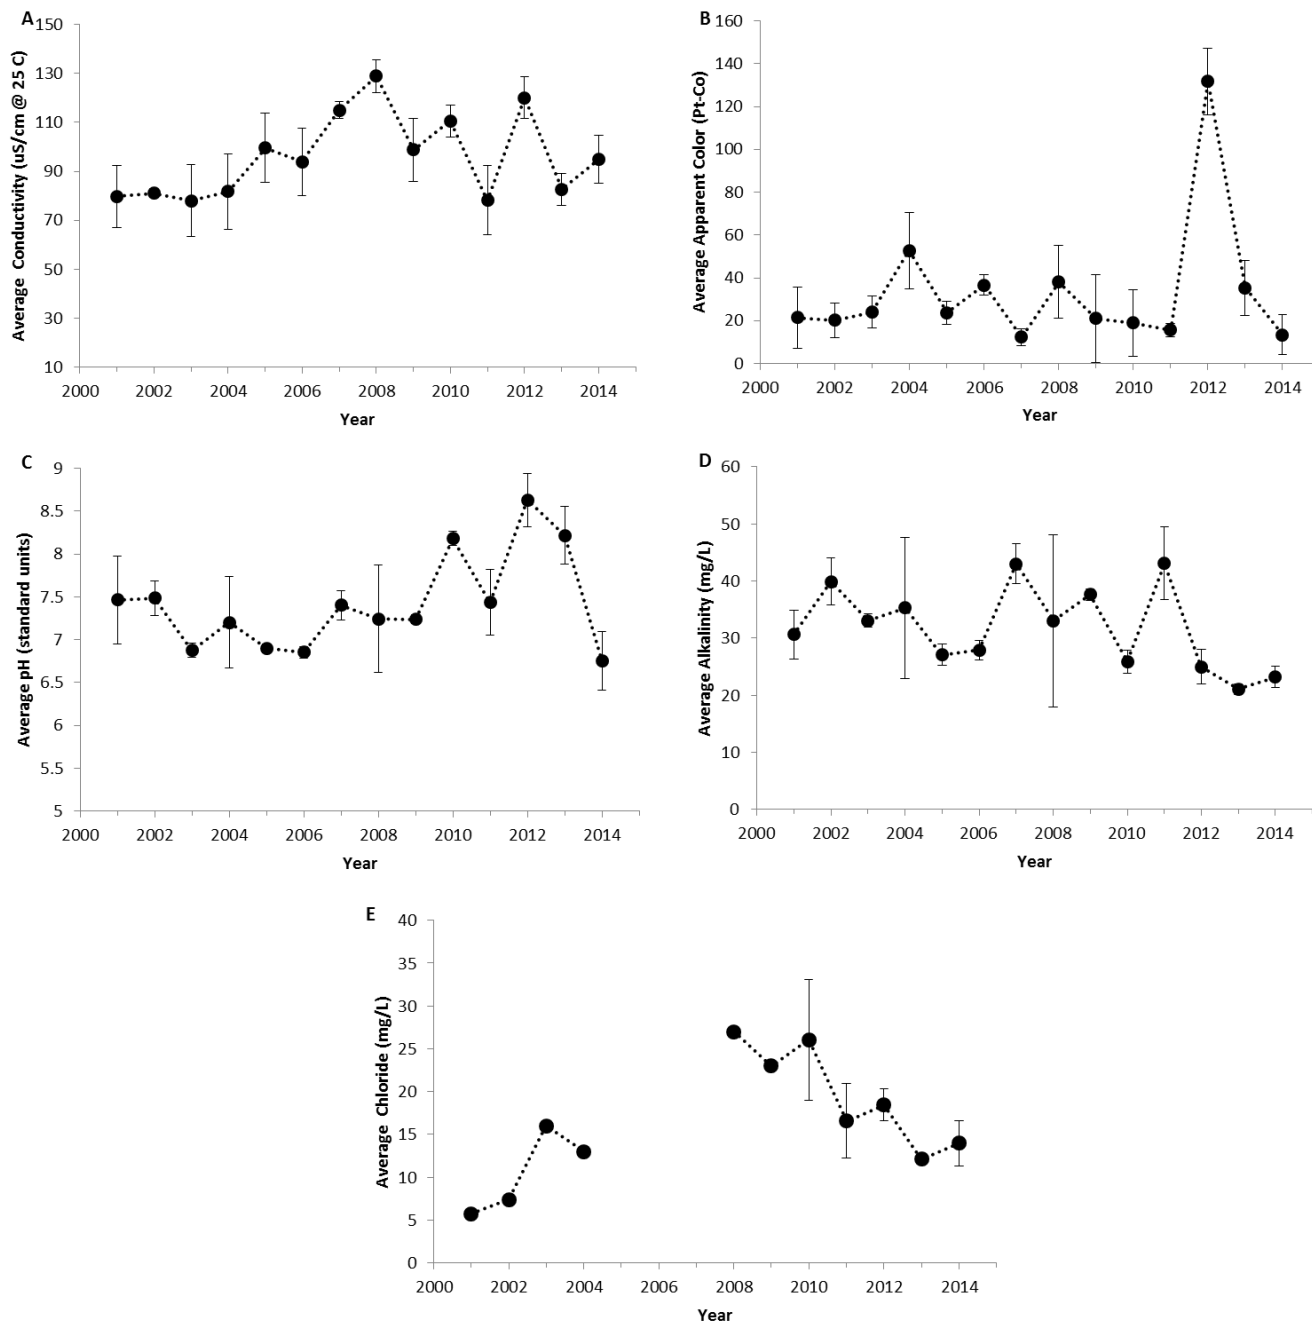 A
150
130
110
90
70
50
30
10
Average Conductivity (uS/cm @ 25 C)
2000 2002 2004 2006 2008 2010 2012 2014
Year
B
160
140
120
100
80
60
40
20
0
Average Apparent Color (Pt-Co)
2000 2002 2004 2006 2008 2010 2012 2014
Year
C
9
8.5
8
7.5
7
6.5
6
5.5
5
Average pH (standard units)
2000 2002 2004 2006 2008 2010 2012 2014
Year
D
60
50
40
30
20
10
0
Average Alkalinity (mg/L)
2000 2002 2004 2006 2008 2010 2012 2014
Year
E
40
35
30
25
20
15
10
5
0
Average Chloride (mg/L)
2000 2002 2004 2006 2008 2010 2012 2014
Year